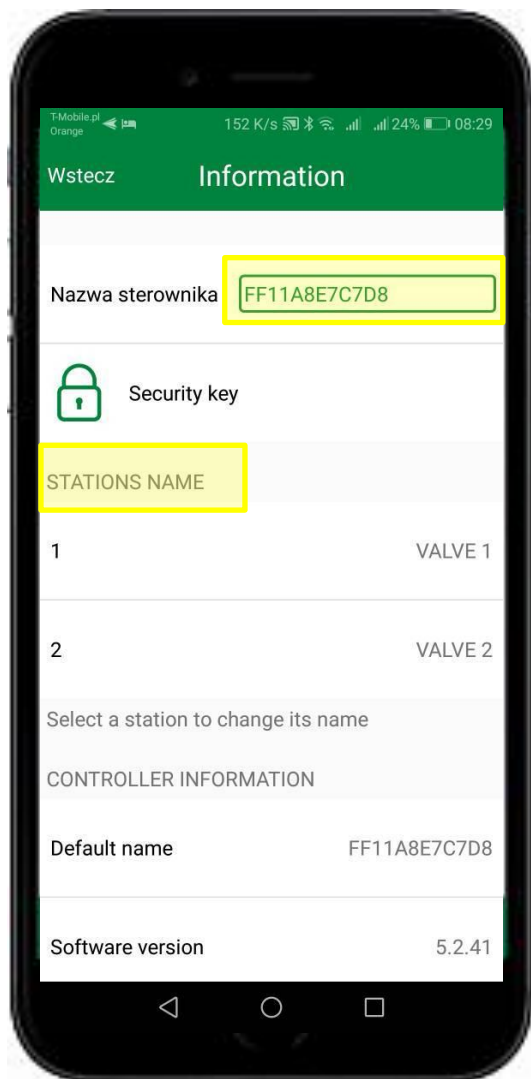 T-Mobile.pl
Orange
152 K/s 24% 08:29
Wstecz Information
Nazwa sterownika FF11A8E7C7D8
Security key
STATIONS NAME
1 VALVE 1
2 VALVE 2
Select a station to change its name
CONTROLLER INFORMATION
Default name FF11A8E7C7D8
Software version 5.2.41